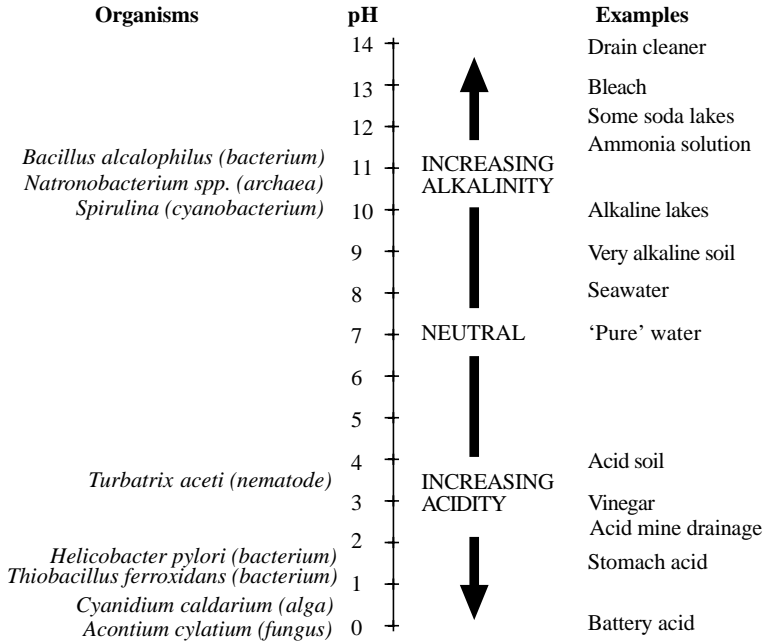 Organisms pH Examples
14 Drain cleaner
13 Bleach
12 Some soda lakes
Ammonia solution
Bacillus alcalophilus (bacterium) 11 INCREASING
Natronobacterium spp. (archaea) ALKALINITY
Spirulina (cyanobacterium) 10 Alkaline lakes
9 Very alkaline soil
8 Seawater
7 NEUTRAL ‘Pure’ water
6
5
4 Acid soil
Turbatrix aceti (nematode) INCREASING
3 ACIDITY Vinegar
Acid mine drainage
2
Helicobacter pylori (bacterium) Stomach acid
Thiobacillus ferroxidans (bacterium) 1
Cyanidium caldarium (alga)
Acontium cylatium (fungus) 0 Battery acid